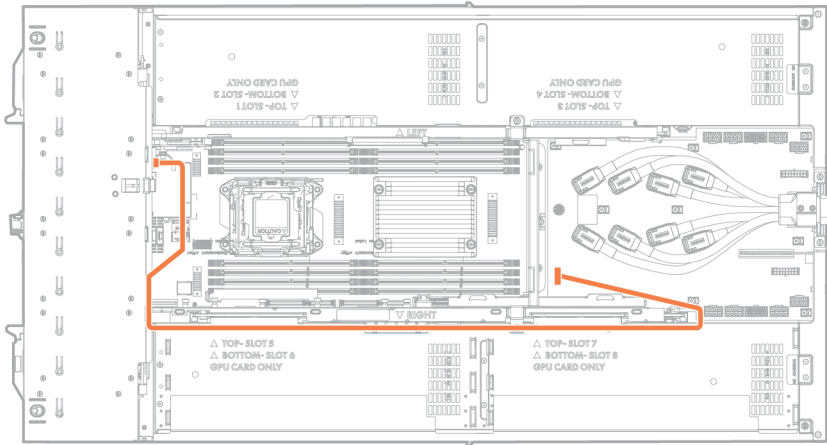 GPU CARD ONLY
△ BOTTOM- SLOT 2
△ TOP- SLOT 1
GPU CARD ONLY
△ BOTTOM- SLOT 4
△ TOP- SLOT 3
△ LEFT
CAUTION
▽ RIGHT
△ TOP- SLOT 5
△ BOTTOM- SLOT 6
GPU CARD ONLY
△ TOP- SLOT 7
△ BOTTOM- SLOT 8
GPU CARD ONLY